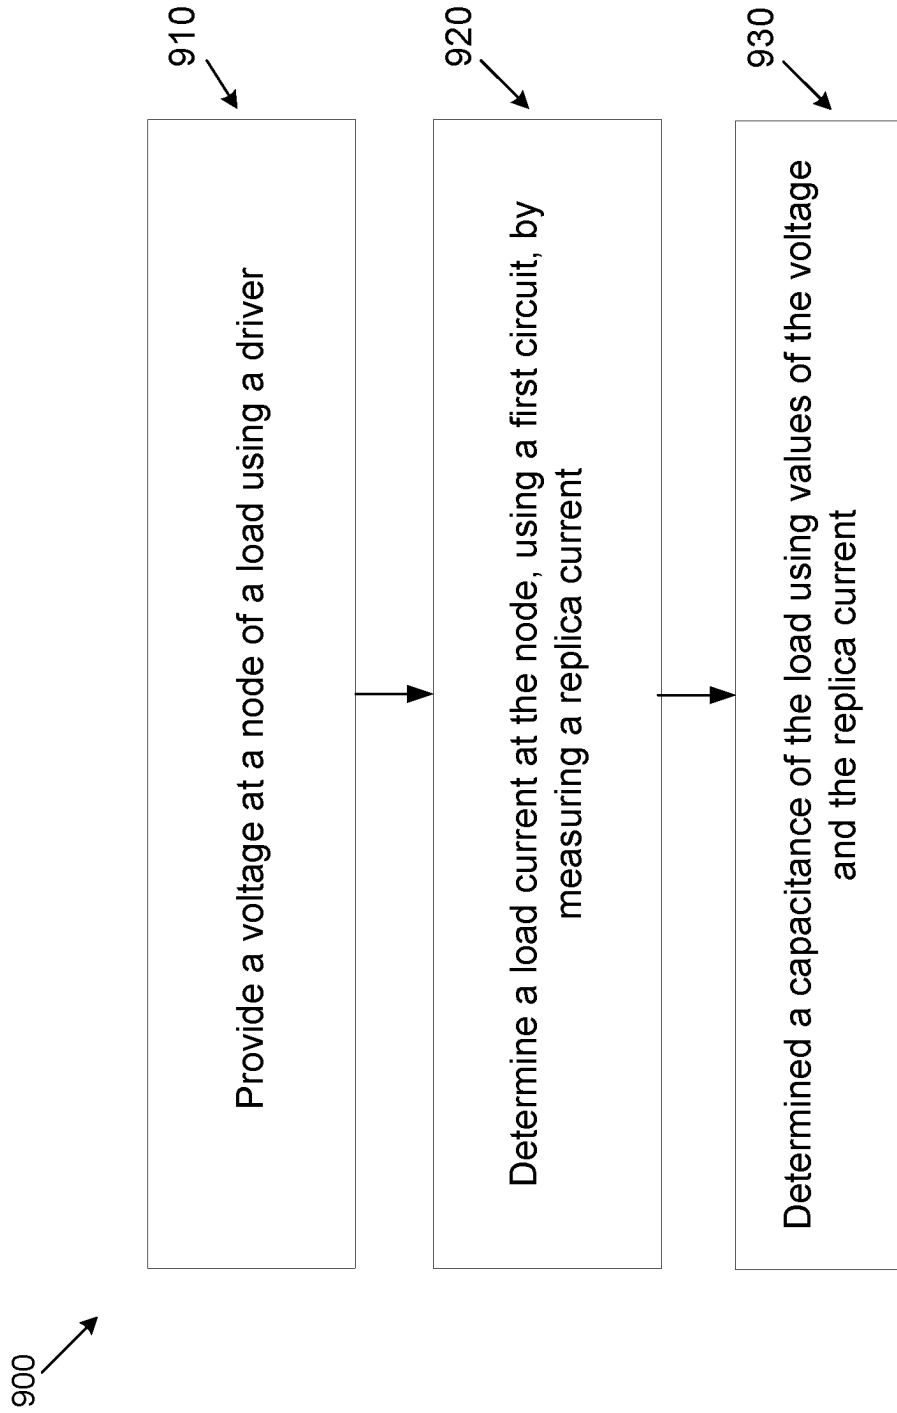 900
910
Provide a voltage at a node of a load using a driver
920
Determine a load current at the node, using a first circuit, by
measuring a replica current
930
Determined a capacitance of the load using values of the voltage
and the replica current